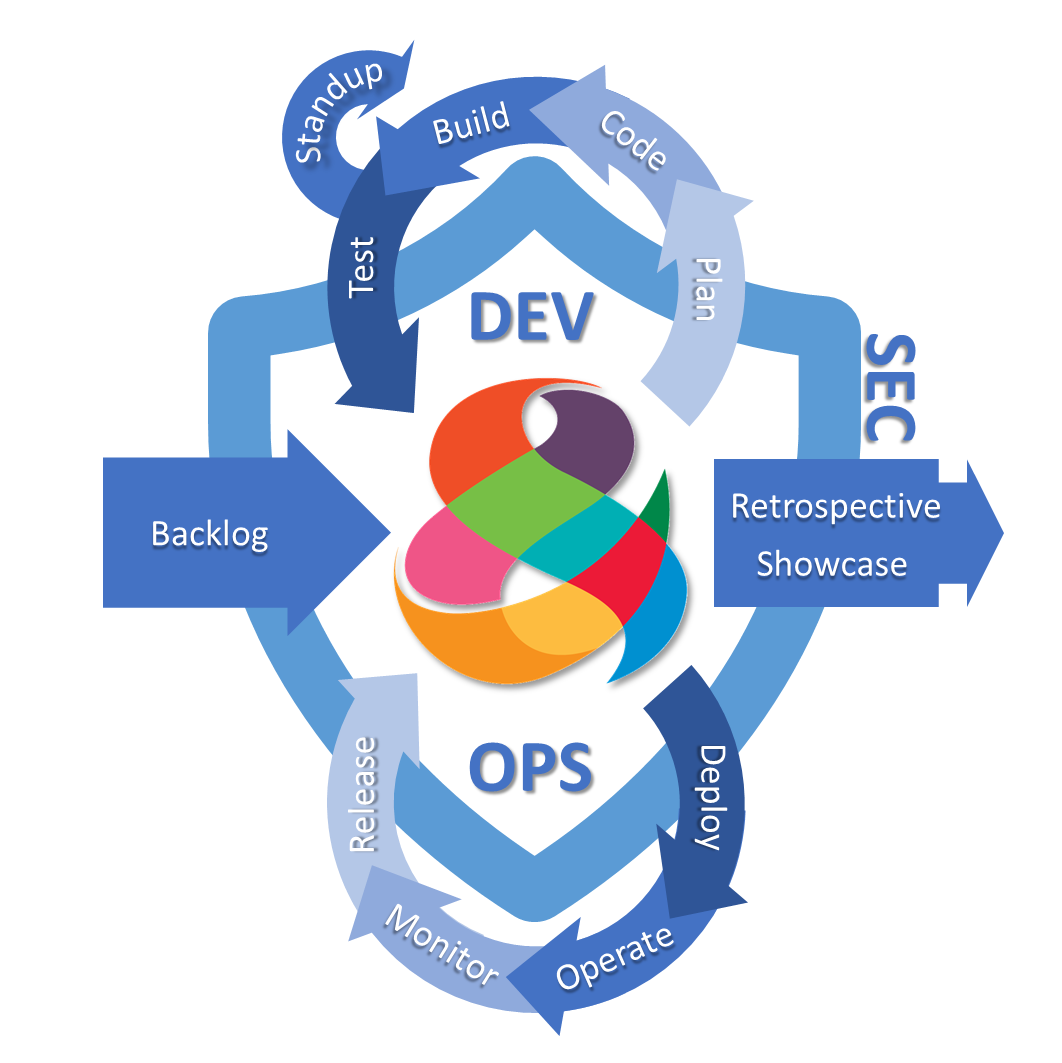 Standup
Build
Code
Test
Plan
DEV
SEC
Backlog
Retrospective
Showcase
OPS
Release
Deploy
Monitor
Operate